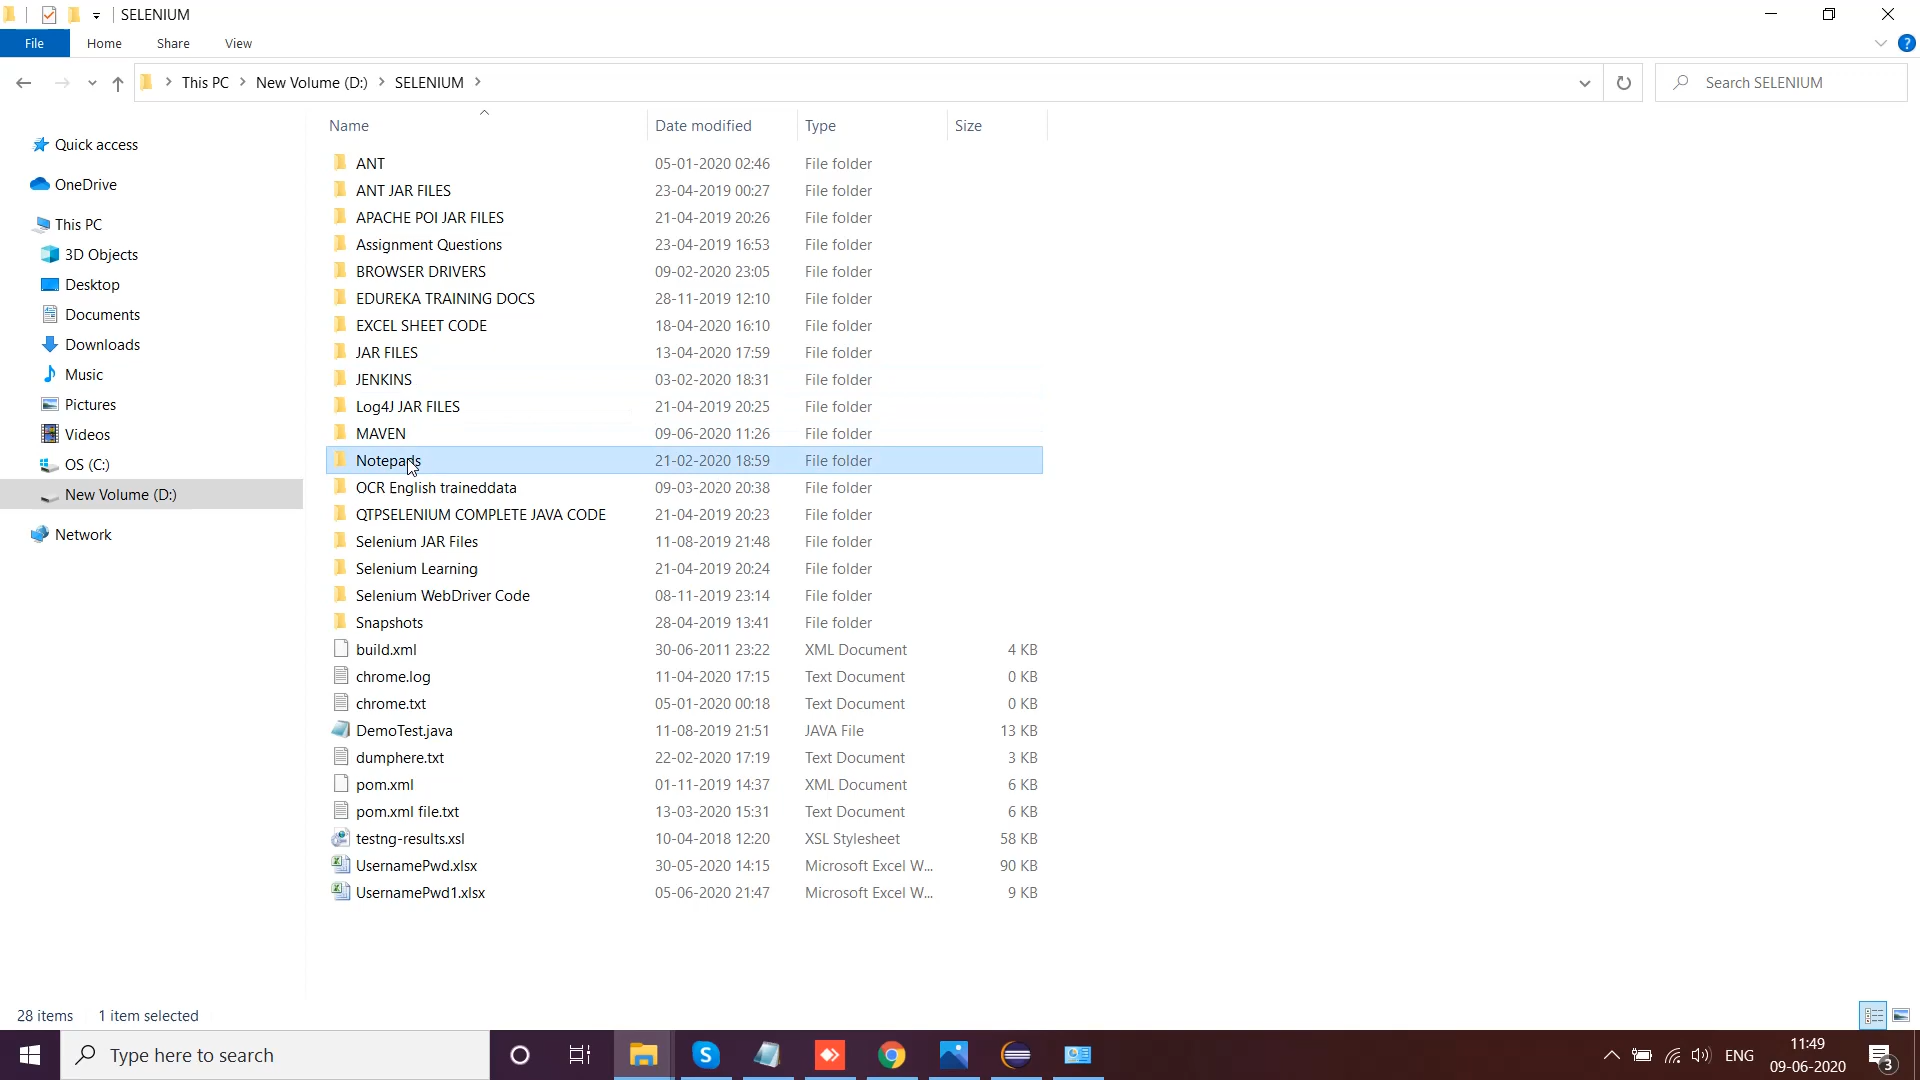 SELENIUM
File Home Share View
This PC New Volume (D:) SELENIUM Search SELENIUM
Name Date modified Type Size
Quick access
OneDrive
This PC
3D Objects
Desktop
Documents
Downloads
Music
Pictures
Videos
OS (C:)
New Volume (D:)
Network
ANT 05-01-2020 02:46 File folder
ANT JAR FILES 23-04-2019 00:27 File folder
APACHE POI JAR FILES 21-04-2019 20:26 File folder
Assignment Questions 23-04-2019 16:53 File folder
BROWSER DRIVERS 09-02-2020 23:05 File folder
EDUREKA TRAINING DOCS 28-11-2019 12:10 File folder
EXCEL SHEET CODE 18-04-2020 16:10 File folder
JAR FILES 13-04-2020 17:59 File folder
JENKINS 03-02-2020 18:31 File folder
Log4J JAR FILES 21-04-2019 20:25 File folder
MAVEN 09-06-2020 11:26 File folder
Notepads 21-02-2020 18:59 File folder
OCR English traineddata 09-03-2020 20:38 File folder
QTPSELENIUM COMPLETE JAVA CODE 21-04-2019 20:23 File folder
Selenium JAR Files 11-08-2019 21:48 File folder
Selenium Learning 21-04-2019 20:24 File folder
Selenium WebDriver Code 08-11-2019 23:14 File folder
Snapshots 28-04-2019 13:41 File folder
build.xml 30-06-2011 23:22 XML Document 4 KB
chrome.log 11-04-2020 17:15 Text Document 0 KB
chrome.txt 05-01-2020 00:18 Text Document 0 KB
DemoTest.java 11-08-2019 21:51 JAVA File 13 KB
dumphere.txt 22-02-2020 17:19 Text Document 3 KB
pom.xml 01-11-2019 14:37 XML Document 6 KB
pom.xml file.txt 13-03-2020 15:31 Text Document 6 KB
testng-results.xsl 10-04-2018 12:20 XSL Stylesheet 58 KB
UsernamePwd.xlsx 30-05-2020 14:15 Microsoft Excel W... 90 KB
UsernamePwd1.xlsx 05-06-2020 21:47 Microsoft Excel W... 9 KB
28 items 1 item selected
Type here to search
ENG
11:49
09-06-2020
3